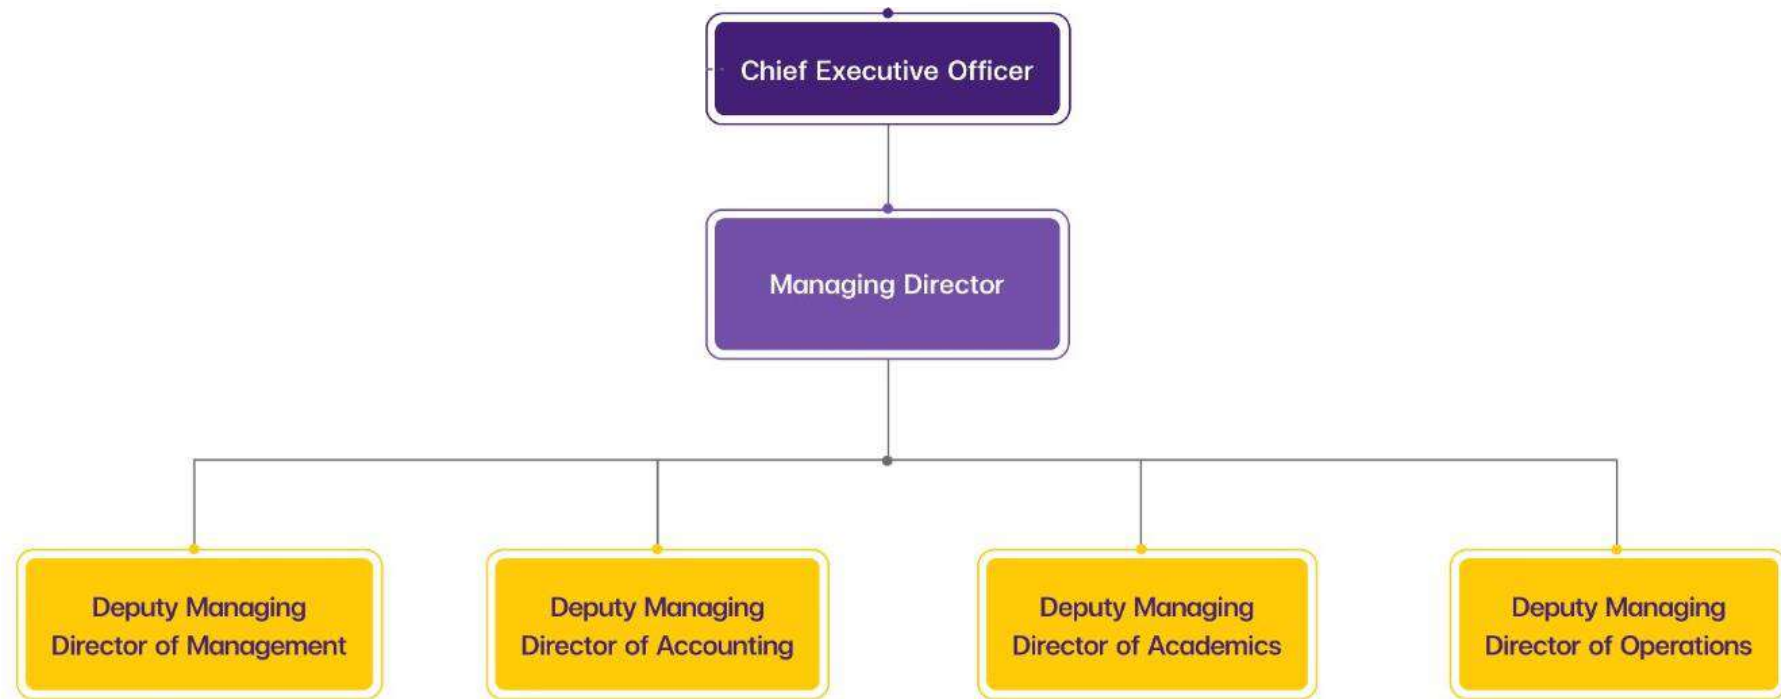 Chief Executive Officer
Managing Director
Deputy Managing
Director of Management
Deputy Managing
Director of Accounting
Deputy Managing
Director of Academics
Deputy Managing
Director of Operations